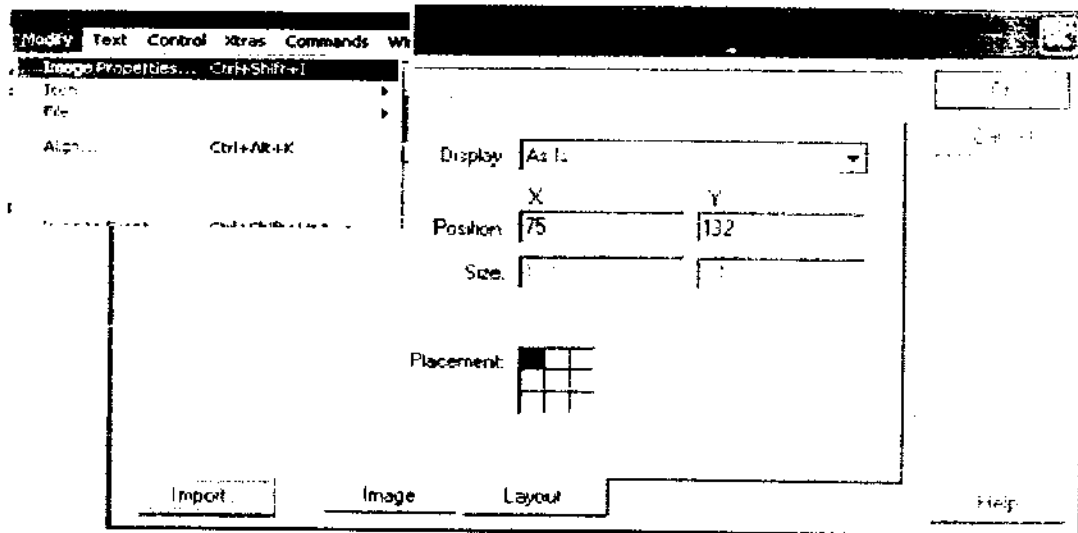 Modify Text Control Xtras Commands
Image Properties... Ctrl+Shift+I
Icon
File
Align... Ctrl+Alt+K
Display As Is
X Y
Position: 75 132
Size:
Placement:
Import... Image Layout
Help